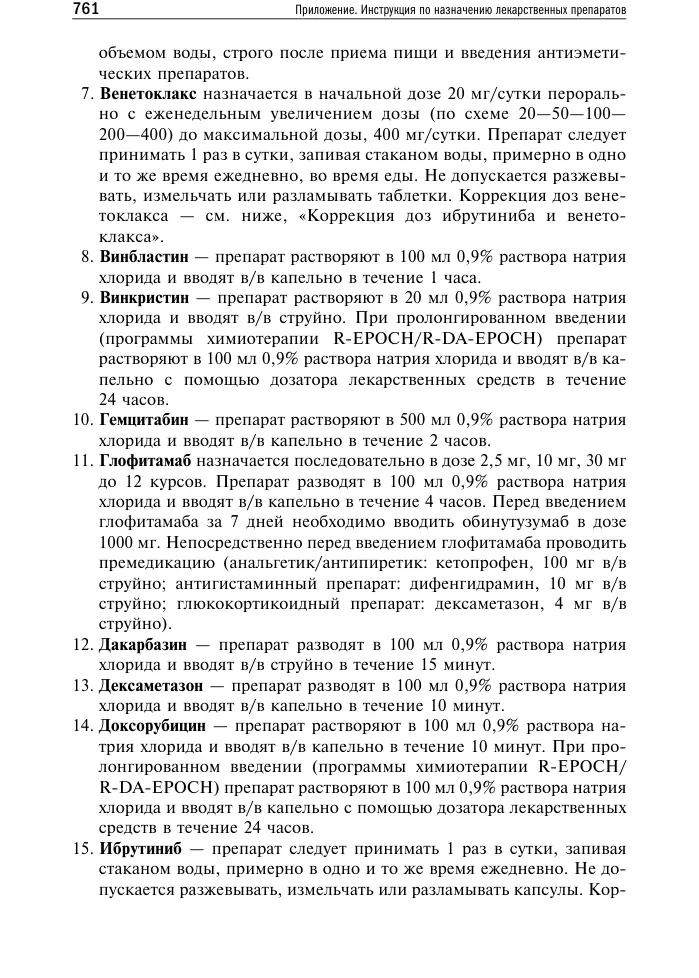 761
Приложение. Инструкция по назначению лекарственных препаратов
объемом воды, строго после приема пищи и введения антиэмети-
ческих препаратов.
7. Венетоклакс назначается в начальной дозе 20 мг/сутки перораль-
но с еженедельным увеличением дозы (по схеме 20—50—100—
200—400) до максимальной дозы, 400 мг/сутки. Препарат следует
принимать 1 раз в сутки, запивая стаканом воды, примерно в одно
и то же время ежедневно, во время еды. Не допускается разжевы-
вать, измельчать или разламывать таблетки. Коррекция доз вене-
токлакса — см. ниже, «Коррекция доз ибрутиниба и венето-
клакса».
8. Винбластин — препарат растворяют в 100 мл 0,9% раствора натрия
хлорида и вводят в/в капельно в течение 1 часа.
9. Винкристин — препарат растворяют в 20 мл 0,9% раствора натрия
хлорида и вводят в/в струйно. При пролонгированном введении
(программы химиотерапии R-EPOCH/R-DA-EPOCH) препарат
растворяют в 100 мл 0,9% раствора натрия хлорида и вводят в/в ка-
пельно с помощью дозатора лекарственных средств в течение
24 часов.
10. Гемцитабин — препарат растворяют в 500 мл 0,9% раствора натрия
хлорида и вводят в/в капельно в течение 2 часов.
11. Глофитамаб назначается последовательно в дозе 2,5 мг, 10 мг, 30 мг
до 12 курсов. Препарат разводят в 100 мл 0,9% раствора натрия
хлорида и вводят в/в капельно в течение 4 часов. Перед введением
глофитамаба за 7 дней необходимо вводить обинутузумаб в дозе
1000 мг. Непосредственно перед введением глофитамаба проводить
премедикацию (анальгетик/антипиретик: кетопрофен, 100 мг в/в
струйно; антигистаминный препарат: дифенгидрамин, 10 мг в/в
струйно; глюкокортикоидный препарат: дексаметазон, 4 мг в/в
струйно).
12. Дакарбазин — препарат разводят в 100 мл 0,9% раствора натрия
хлорида и вводят в/в струйно в течение 15 минут.
13. Дексаметазон — препарат разводят в 100 мл 0,9% раствора натрия
хлорида и вводят в/в капельно в течение 10 минут.
14. Доксорубицин — препарат растворяют в 100 мл 0,9% раствора на-
трия хлорида и вводят в/в капельно в течение 10 минут. При про-
лонгированном введении (программы химиотерапии R-EPOCH/
R-DA-EPOCH) препарат растворяют в 100 мл 0,9% раствора натрия
хлорида и вводят в/в капельно с помощью дозатора лекарственных
средств в течение 24 часов.
15. Ибрутиниб — препарат следует принимать 1 раз в сутки, запивая
стаканом воды, примерно в одно и то же время ежедневно. Не до-
пускается разжевывать, измельчать или разламывать капсулы. Кор-